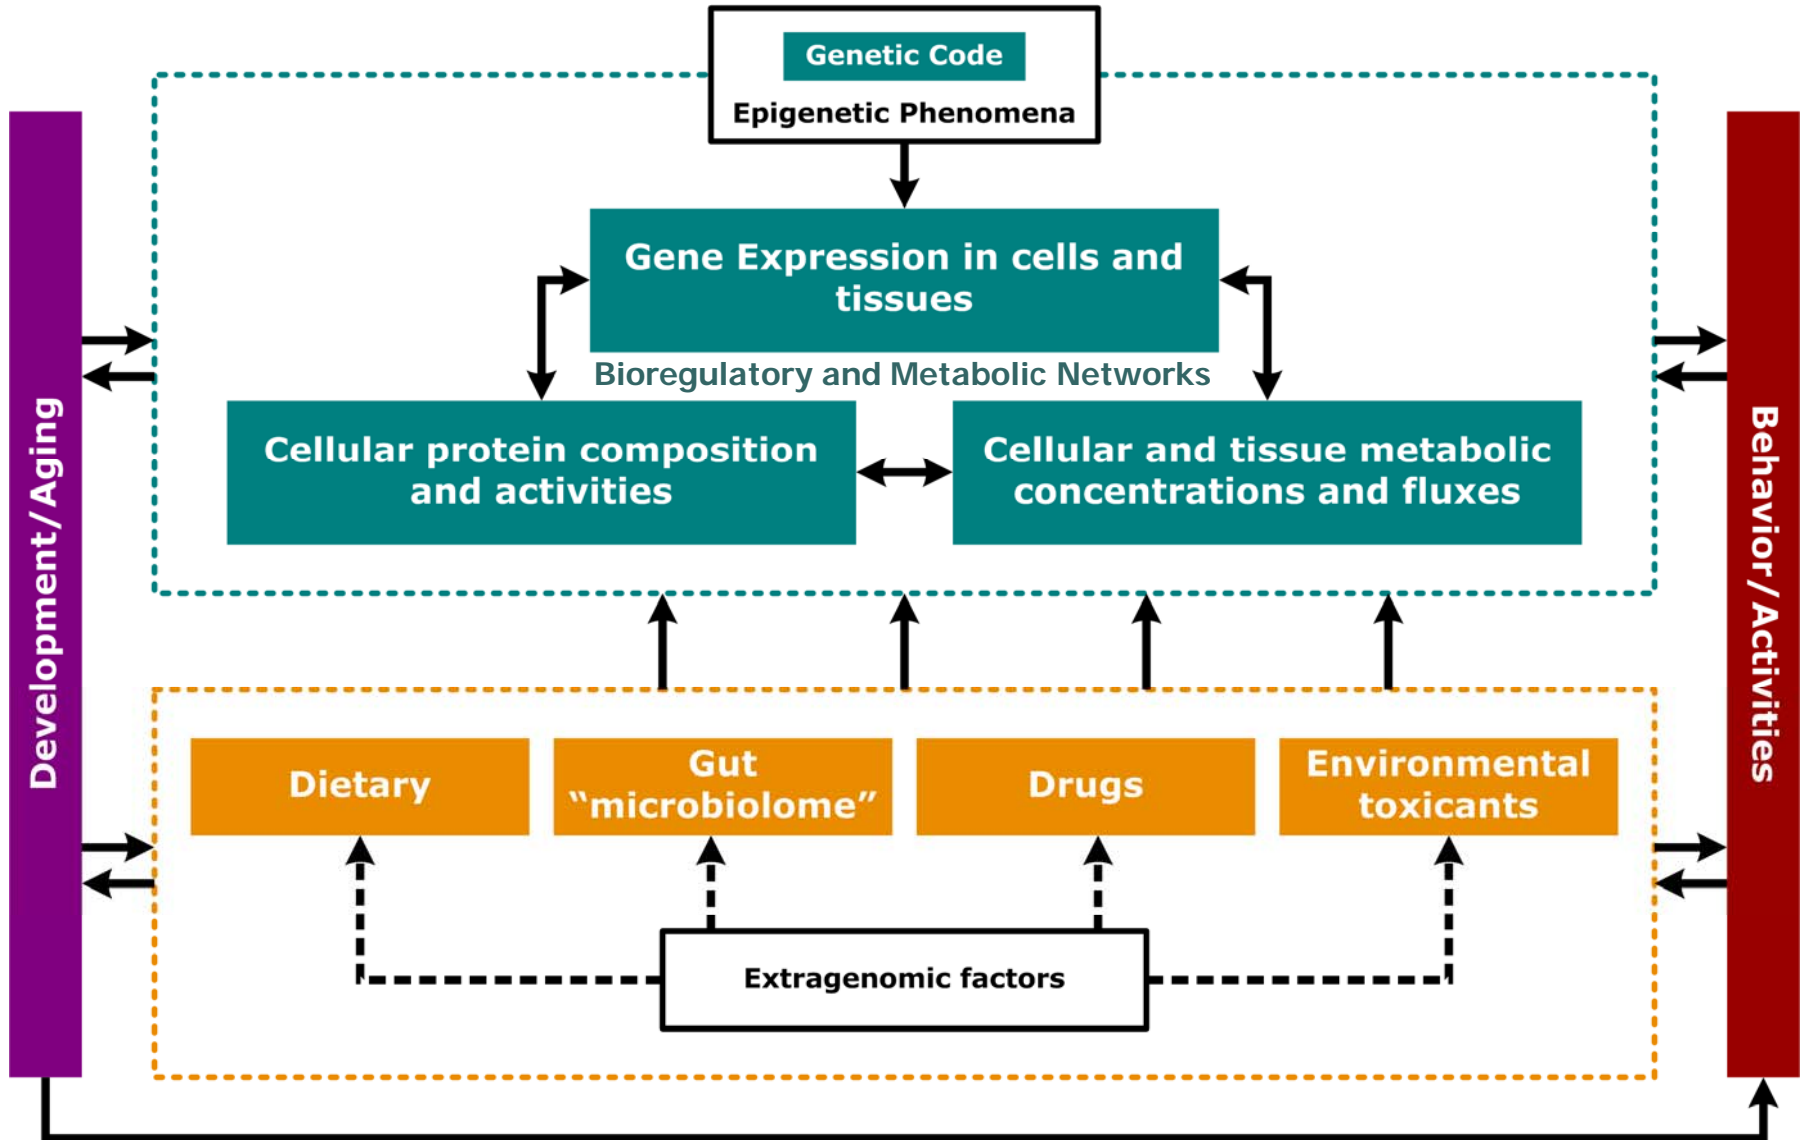 Genetic Code
Epigenetic Phenomena
Gene Expression in cells and
tissues
Bioregulatory and Metabolic Networks
Cellular protein composition
and activities
Cellular and tissue metabolic
concentrations and fluxes
Development/Aging
Behavior/Activities
Dietary
Gut
“microbiolome”
Drugs
Environmental
toxicants
Extragenomic factors